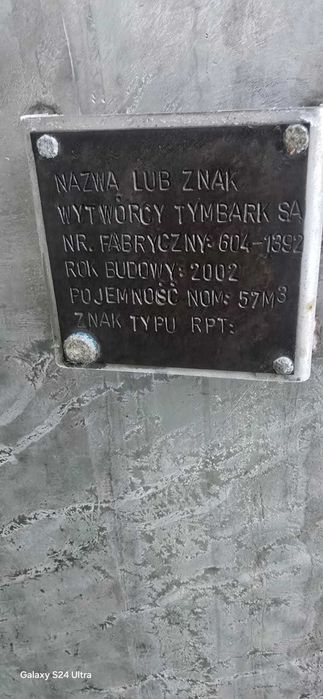 NAZWA LUB ZNAK
WYTWÓRCY TYMBARK SA
NR. FABRYCZNY: 604-1392
ROK BUDOWY: 2002
POJEMNOŚĆ NOM: 57M3
ZNAK TYPU RPT:
Galaxy S24 Ultra